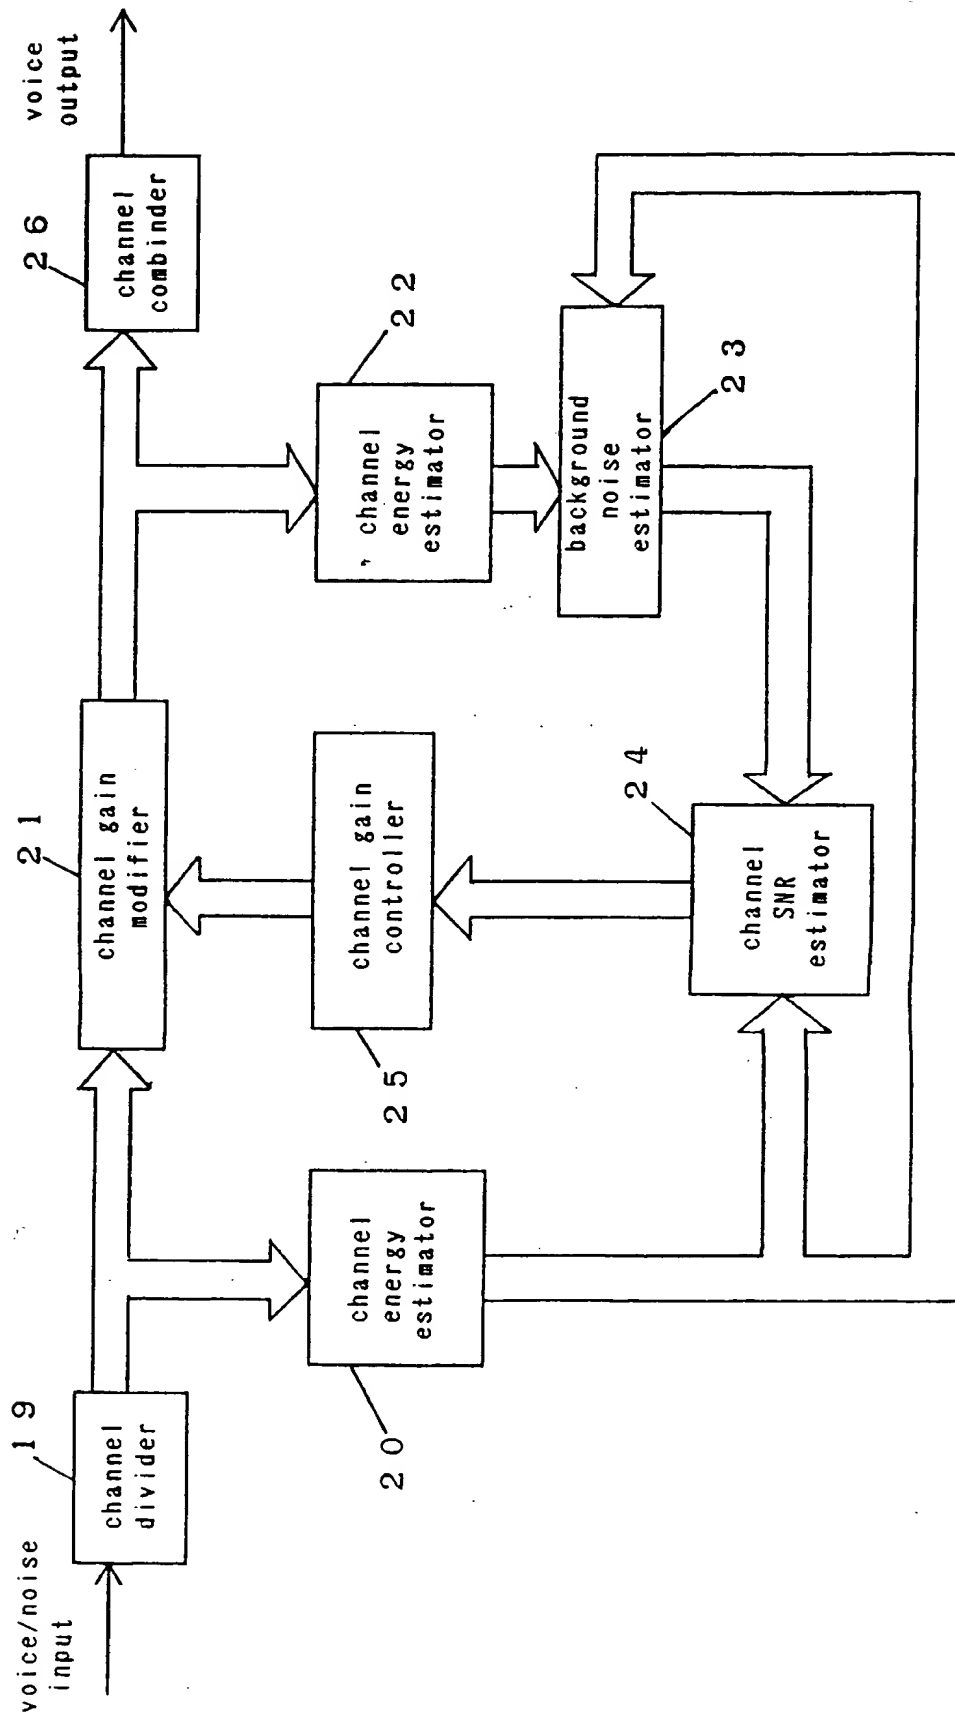 voice/noise
input
19
channel
divider
20
channel
energy
estimator
21
channel gain
modifier
25
channel gain
controller
24
channel
SNR
estimator
22
channel
energy
estimator
23
background
noise
estimator
26
channel
combinder
voice
output